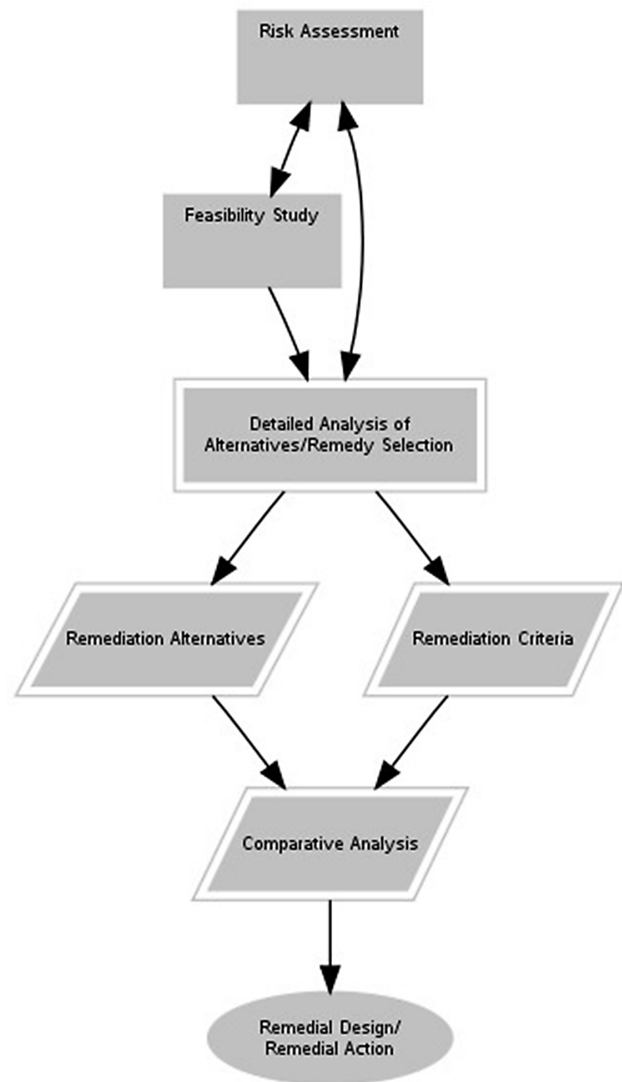 Risk Assessment
Feasibility Study
Detailed Analysis of
Alternatives/Remedy Selection
Remediation Alternatives
Remediation Criteria
Comparative Analysis
Remedial Design/
Remedial Action